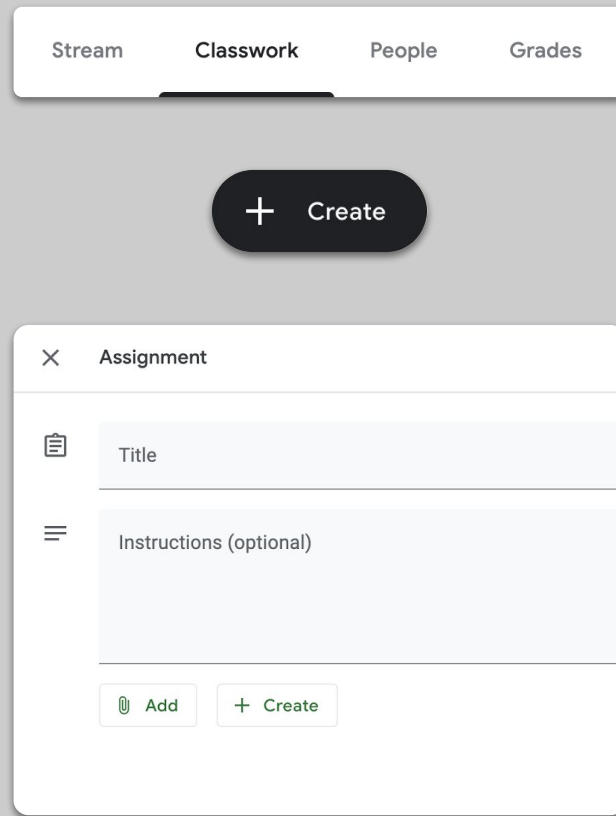 Stream Classwork People Grades
Create
Assignment
Title
Instructions (optional)
Add Create